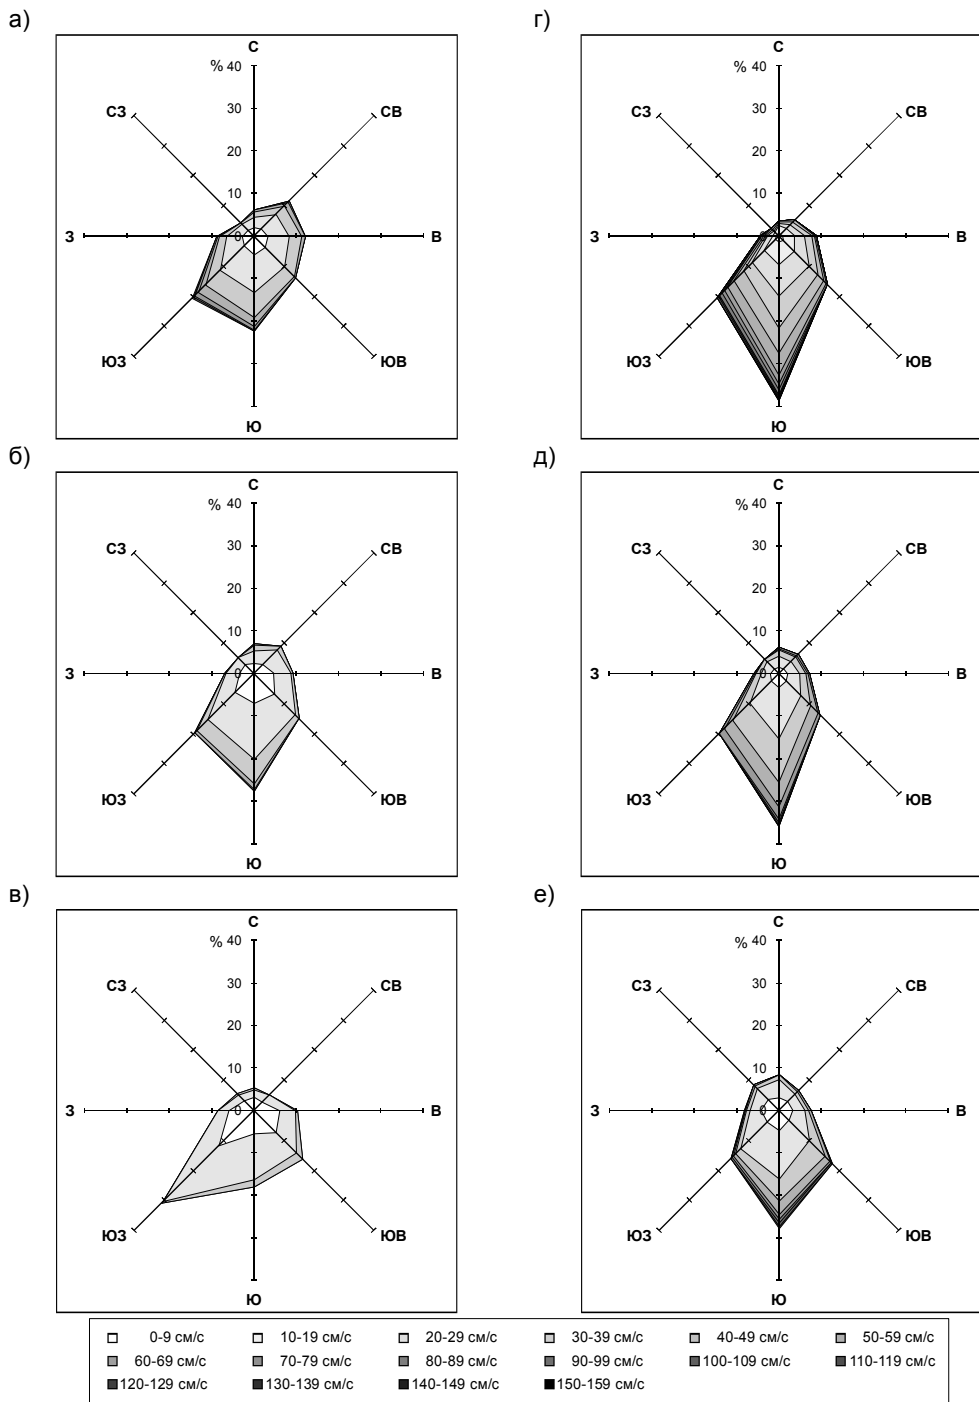 а)
С
% 40
30
20
10
0
СЗ
СВ
З
В
ЮЗ
ЮВ
Ю
г)
С
% 40
30
20
10
0
СЗ
СВ
З
В
ЮЗ
ЮВ
Ю
б)
С
% 40
30
20
10
0
СЗ
СВ
З
В
ЮЗ
ЮВ
Ю
д)
С
% 40
30
20
10
0
СЗ
СВ
З
В
ЮЗ
ЮВ
Ю
в)
С
% 40
30
20
10
0
СЗ
СВ
З
В
ЮЗ
ЮВ
Ю
е)
С
% 40
30
20
10
0
СЗ
СВ
З
В
ЮЗ
ЮВ
Ю
0-9 см/с 10-19 см/с 20-29 см/с 30-39 см/с 40-49 см/с 50-59 см/с
60-69 см/с 70-79 см/с 80-89 см/с 90-99 см/с 100-109 см/с 110-119 см/с
120-129 см/с 130-139 см/с 140-149 см/с 150-159 см/с